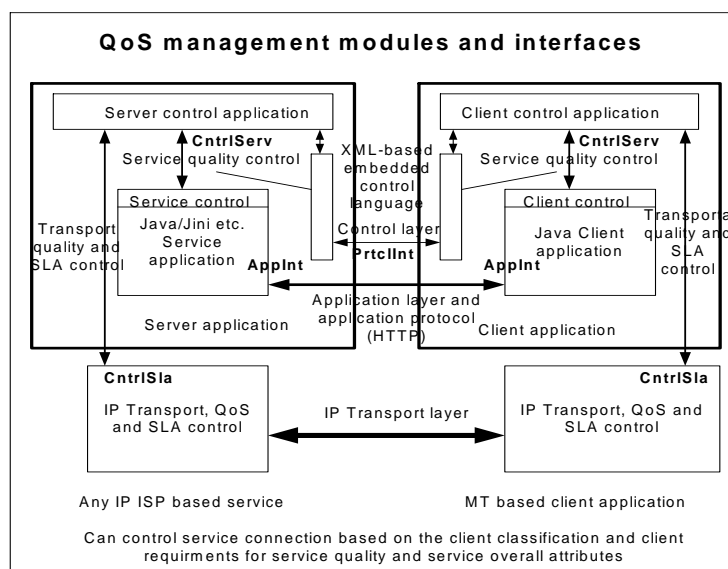 QoS management modules and interfaces
Server control application
CntrlServ
Service quality control
Service control
Java/Jini etc.
Service
application
Transport
quality and
SLA control
AppInt
Server application
XML-based
embedded
control
language
Control layer
PrtclInt
Application layer and
application protocol
(HTTP)
Client control application
CntrlServ
Service quality control
Client control
Java Client
application
Transporta
quality and
SLA
control
AppInt
Client application
CntrlSla
IP Transport, QoS
and SLA control
IP Transport layer
CntrlSla
IP Transport, QoS and
SLA control
Any IP ISP based service
MT based client application
Can control service connection based on the client classification and client
requirments for service quality and service overall attributes